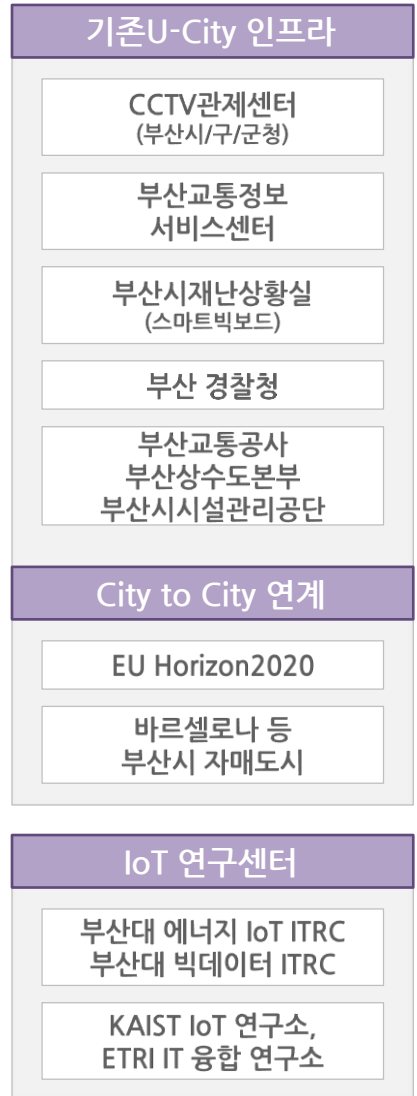 기존U-City 인프라
CCTV관제센터
(부산시/구/군청)
부산교통정보
서비스센터
부산시재난상황실
(스마트빅보드)
부산 경찰청
부산교통공사
부산상수도본부
부산시시설관리공단
City to City 연계
EU Horizon2020
바르셀로나 등
부산시 자매도시
IoT 연구센터
부산대 에너지 IoT ITRC
부산대 빅데이터 ITRC
KAIST IoT 연구소,
ETRI IT 융합 연구소